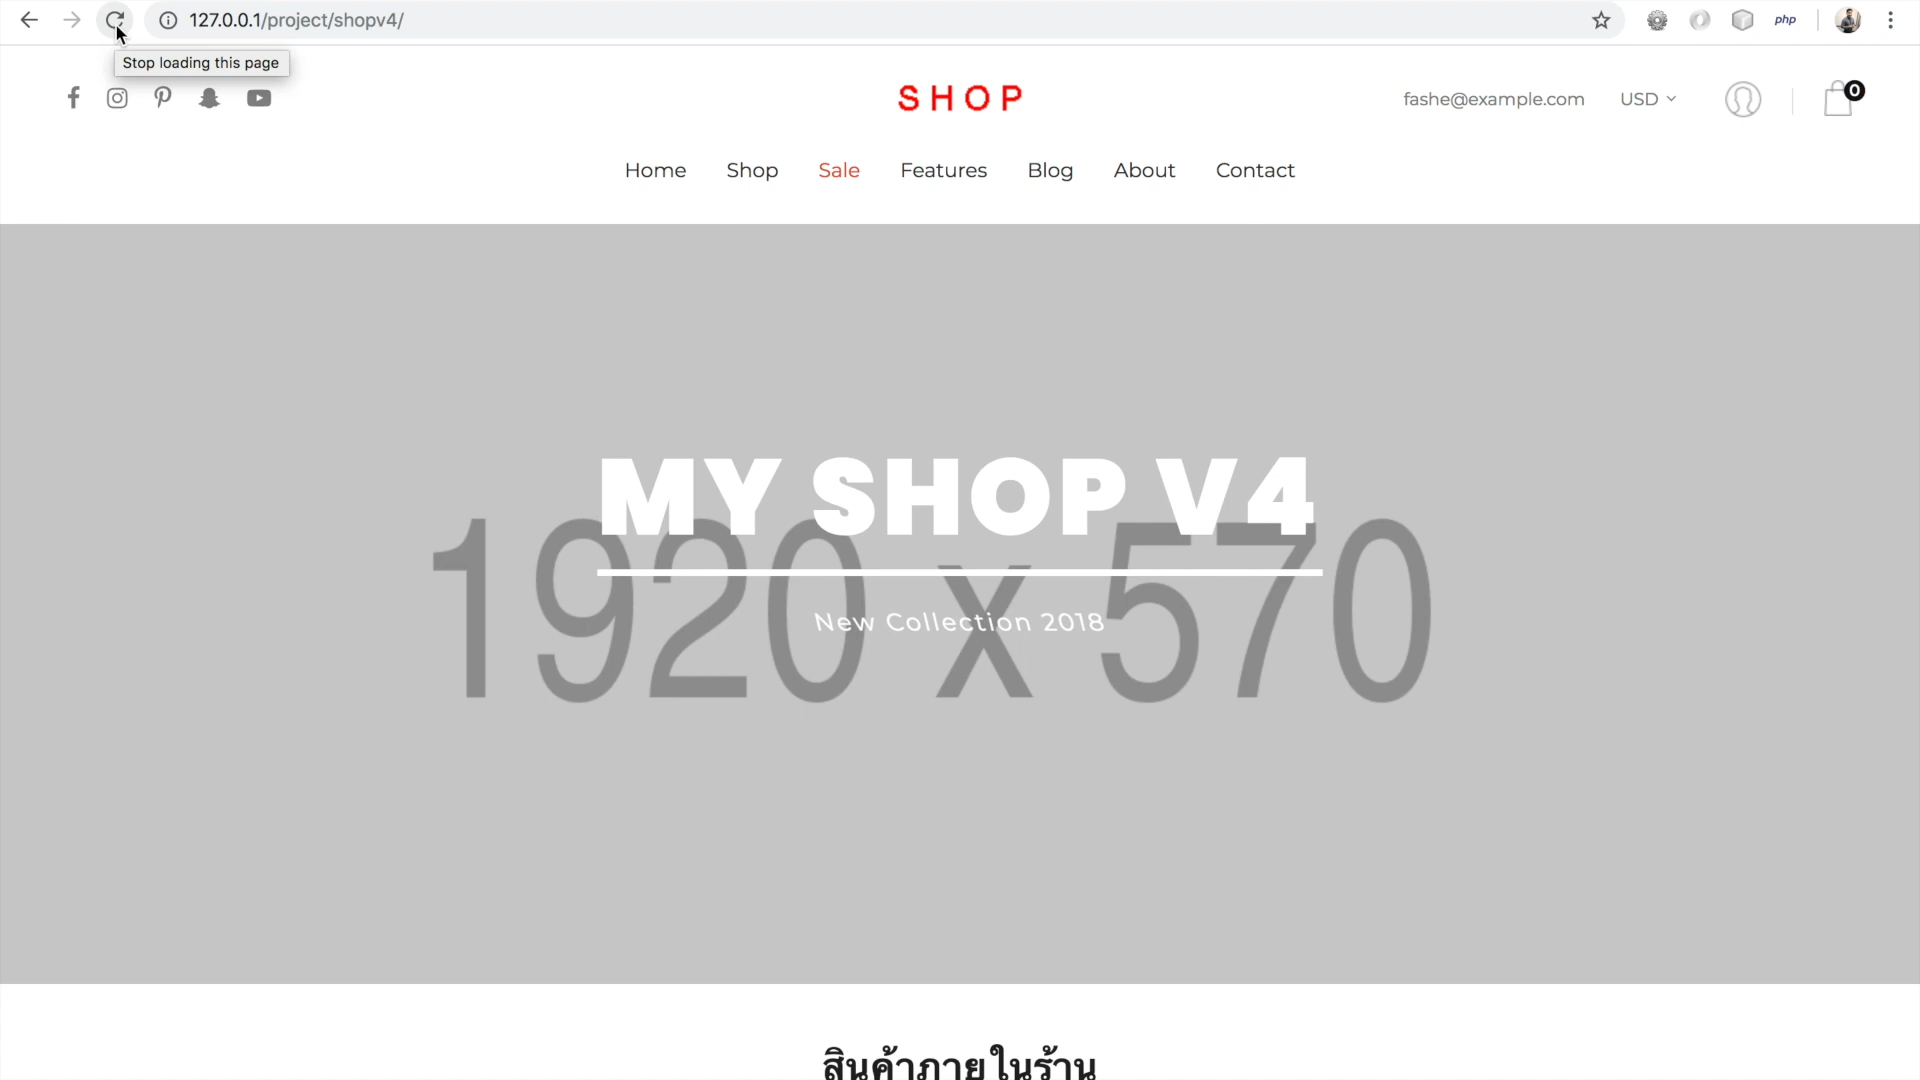 127.0.0.1/project/shopv4/
php
Stop loading this page
SHOP
fashe@example.com
USD
0
Home
Shop
Sale
Features
Blog
About
Contact
MY SHOP V4
1920 x 570
New Collection 2018
สินค้าภายในร้าน